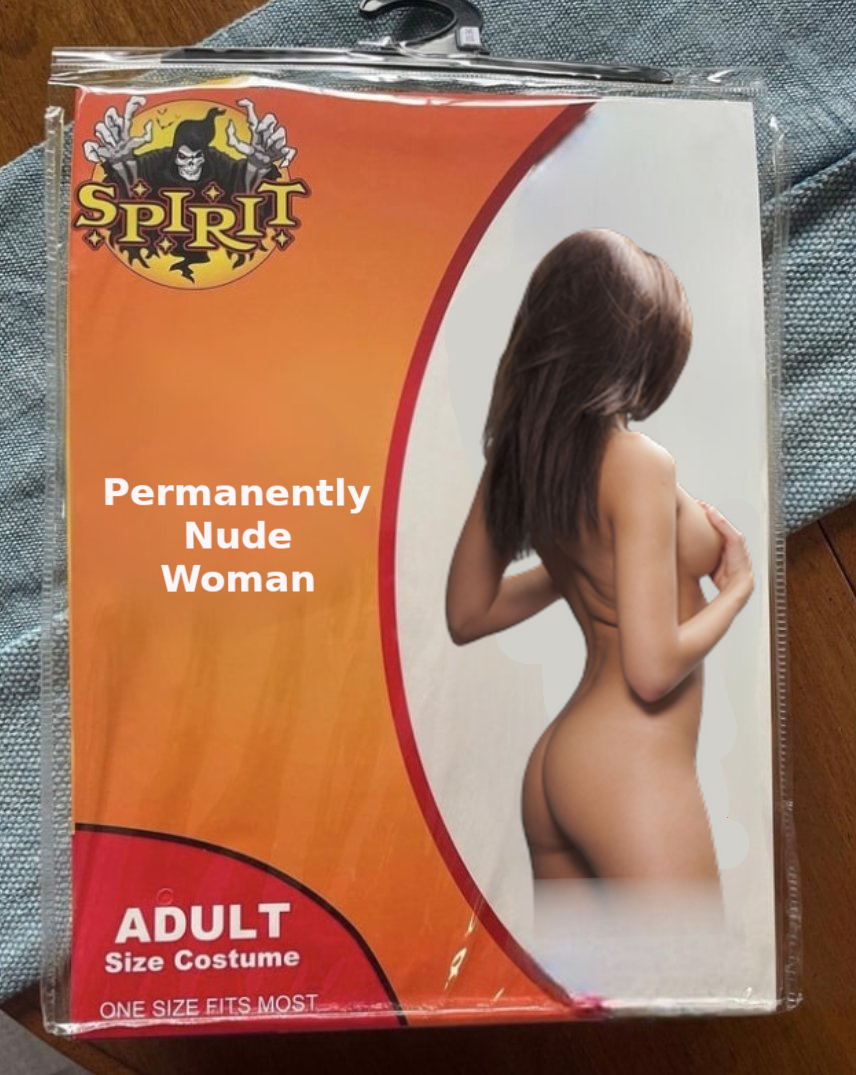 SPIRIT
Permanently
Nude
Woman
ADULT
Size Costume
ONE SIZE FITS MOST